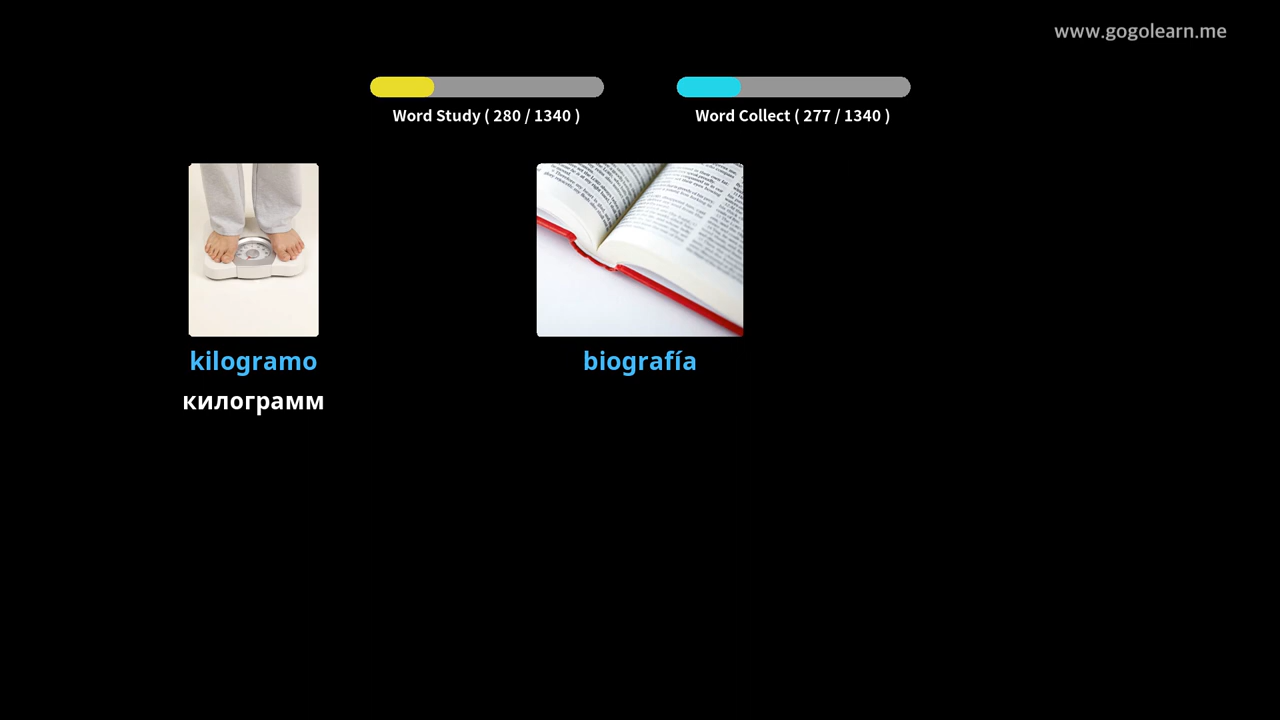 www.gogolearn.me
Word Study ( 280 / 1340 )
Word Collect ( 277 / 1340 )
kilogramo
biografía
килограмм